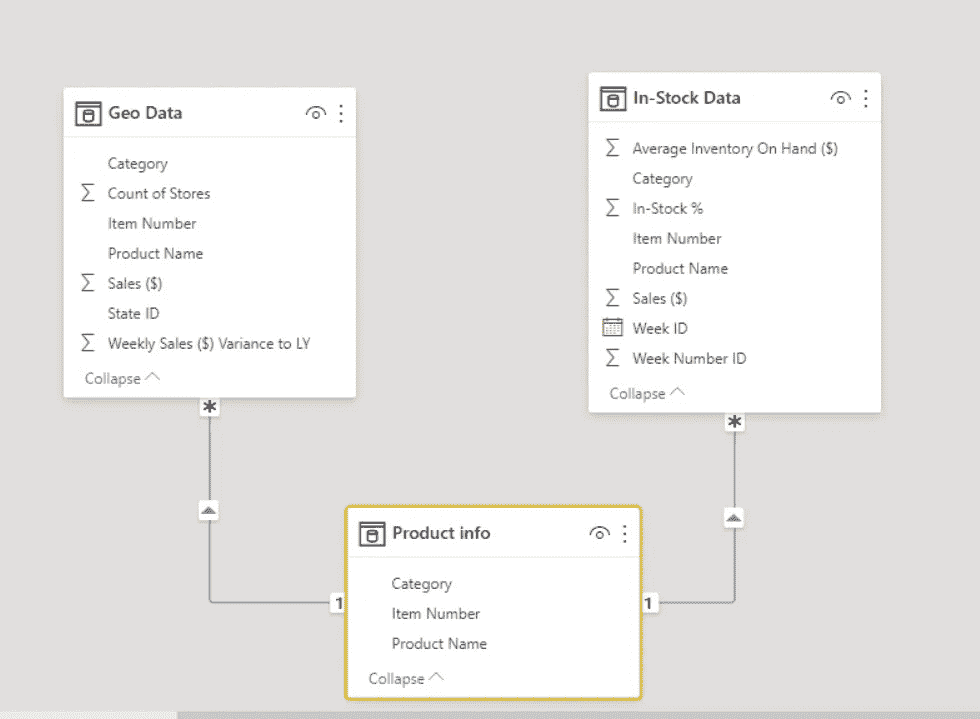 Geo Data
Category
Count of Stores
Item Number
Product Name
Sales ($)
State ID
Weekly Sales ($) Variance to LY
Collapse
*
In-Stock Data
Average Inventory On Hand ($)
Category
In-Stock %
Item Number
Product Name
Sales ($)
Week ID
Week Number ID
Collapse
*
1
Product info
Category
Item Number
Product Name
Collapse
1